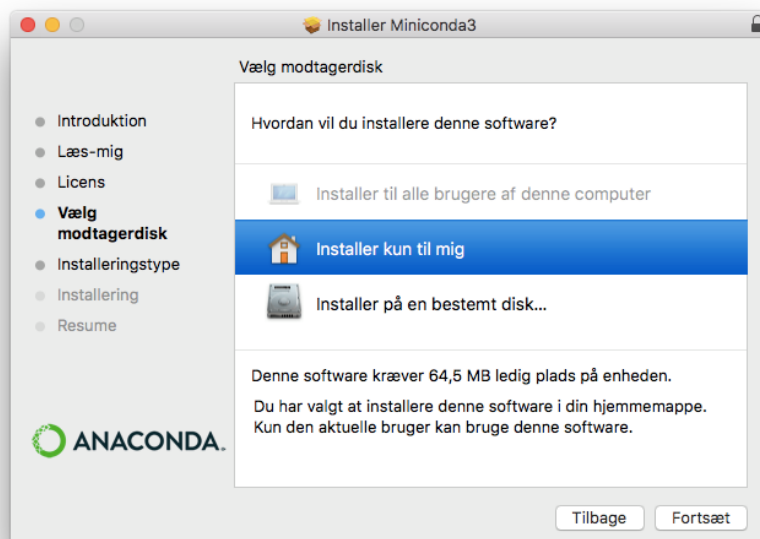 Installer Miniconda3
Vælg modtagerdisk
Introduktion
Læs-mig
Licens
Vælg
modtagerdisk
Installeringstype
Installering
Resume
ANACONDA.
Hvordan vil du installere denne software?
Installer til alle brugere af denne computer
Installer kun til mig
Installer på en bestemt disk...
Denne software kræver 64,5 MB ledig plads på enheden.
Du har valgt at installere denne software i din hjemmemappe.
Kun den aktuelle bruger kan bruge denne software.
Tilbage
Fortsæt